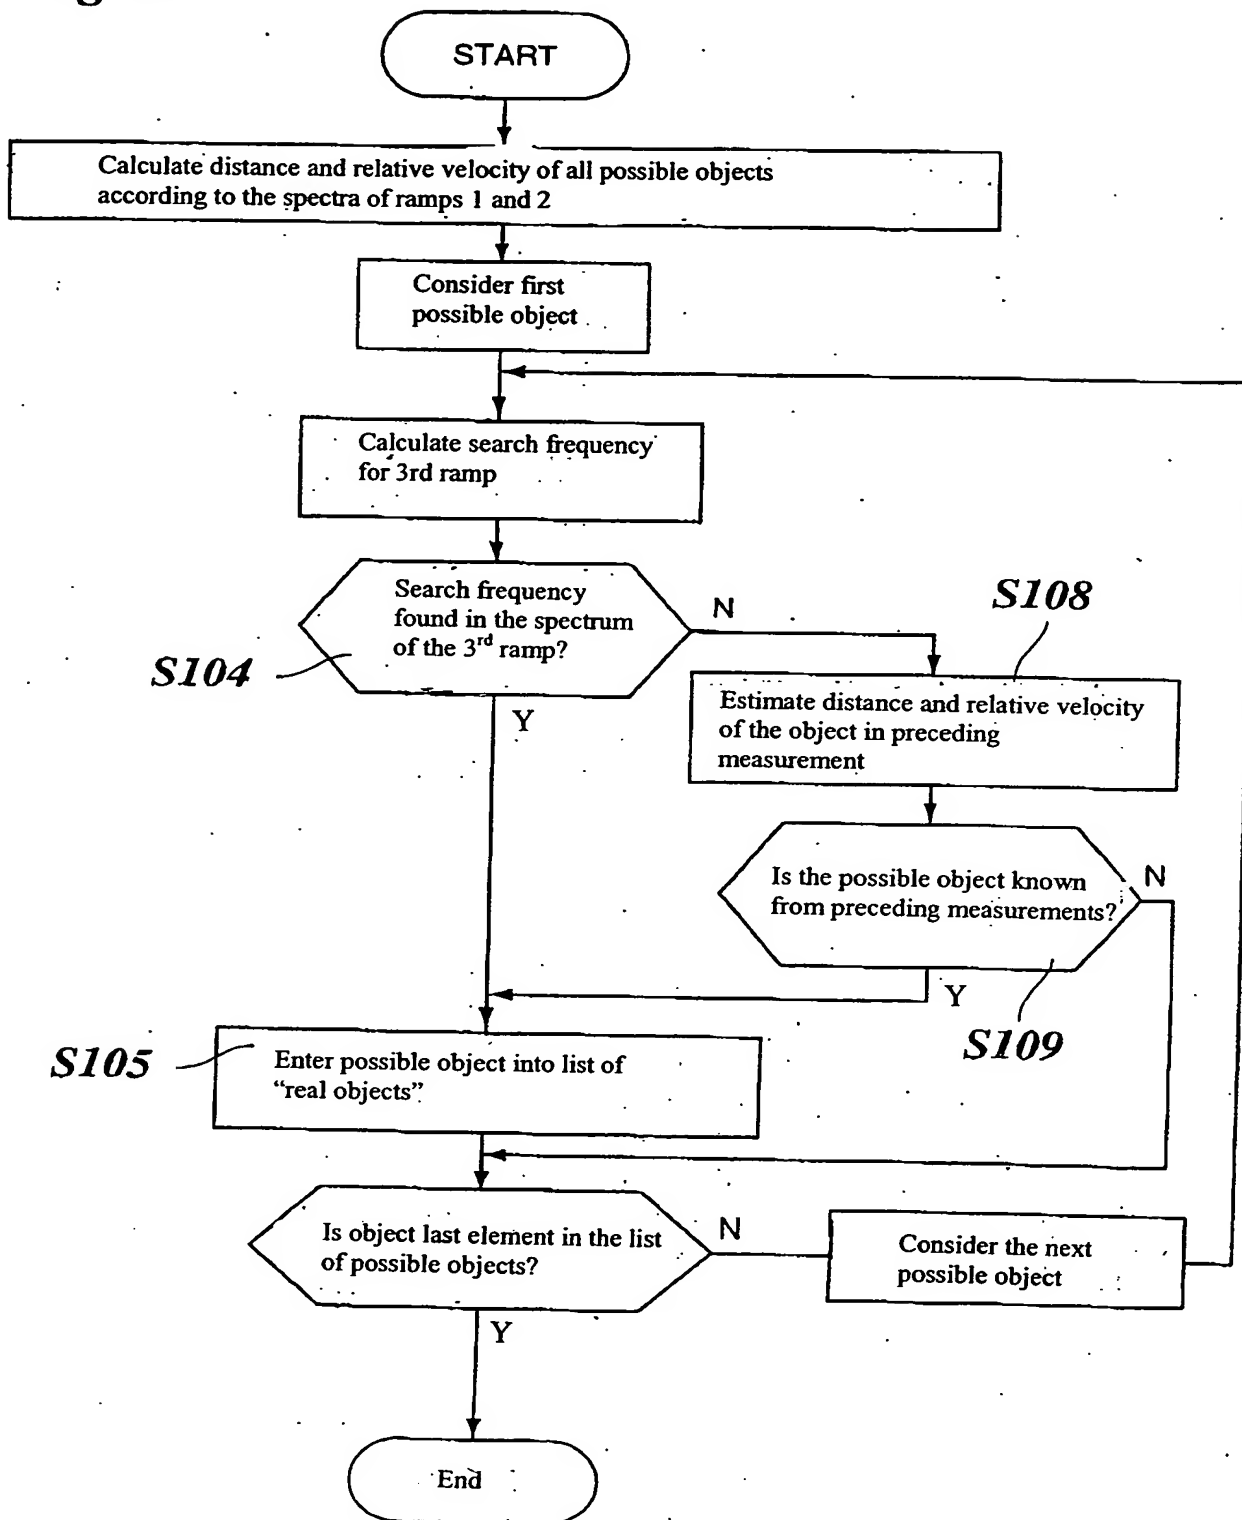 START
Calculate distance and relative velocity of all possible objects
according to the spectra of ramps 1 and 2
Consider first
possible object
Calculate search frequency
for 3rd ramp
Search frequency
found in the spectrum
of the 3rd ramp?
N
S108
S104
Y
Estimate distance and relative velocity
of the object in preceding
measurement
Is the possible object known
from preceding measurements?
N
Y
S109
S105
Enter possible object into list of
“real objects”
Is object last element in the list
of possible objects?
N
Consider the next
possible object
Y
End